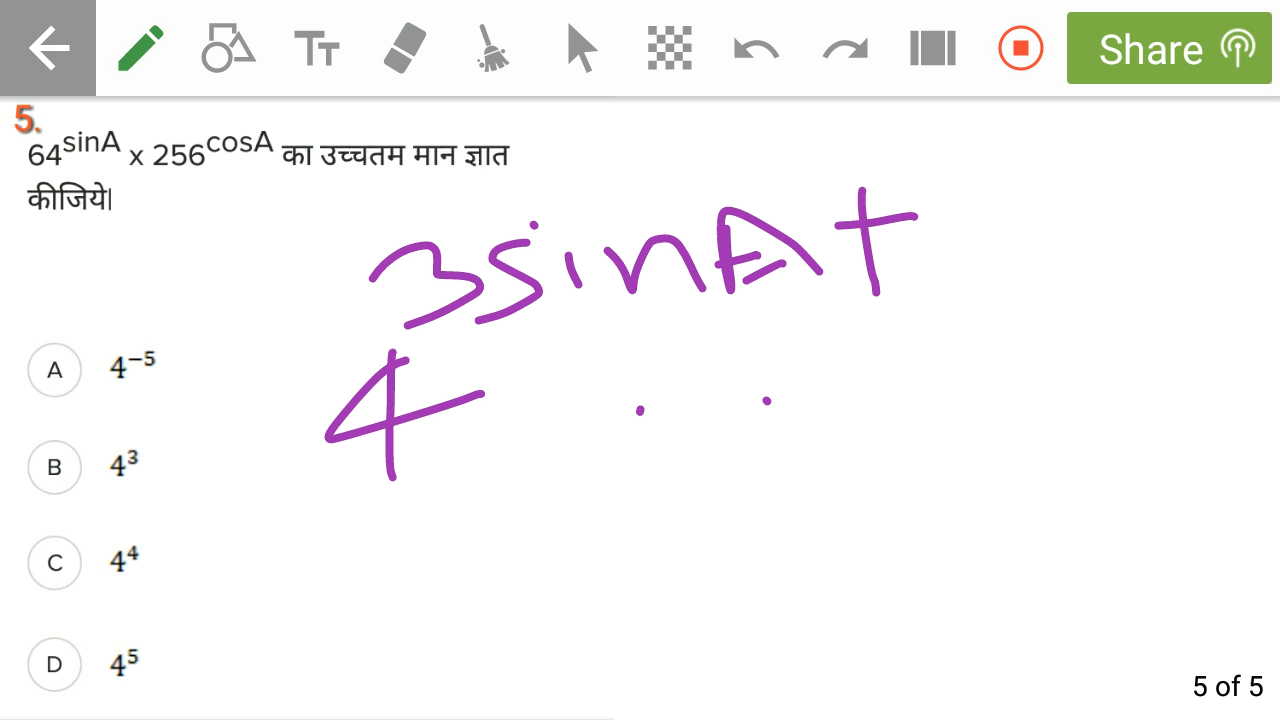 Share
5.
64^sinA x 256^cosA का उच्चतम मान ज्ञात
कीजिये।
3sinA+
4
A 4^−5
B 4^3
C 4^4
D 4^5
5 of 5